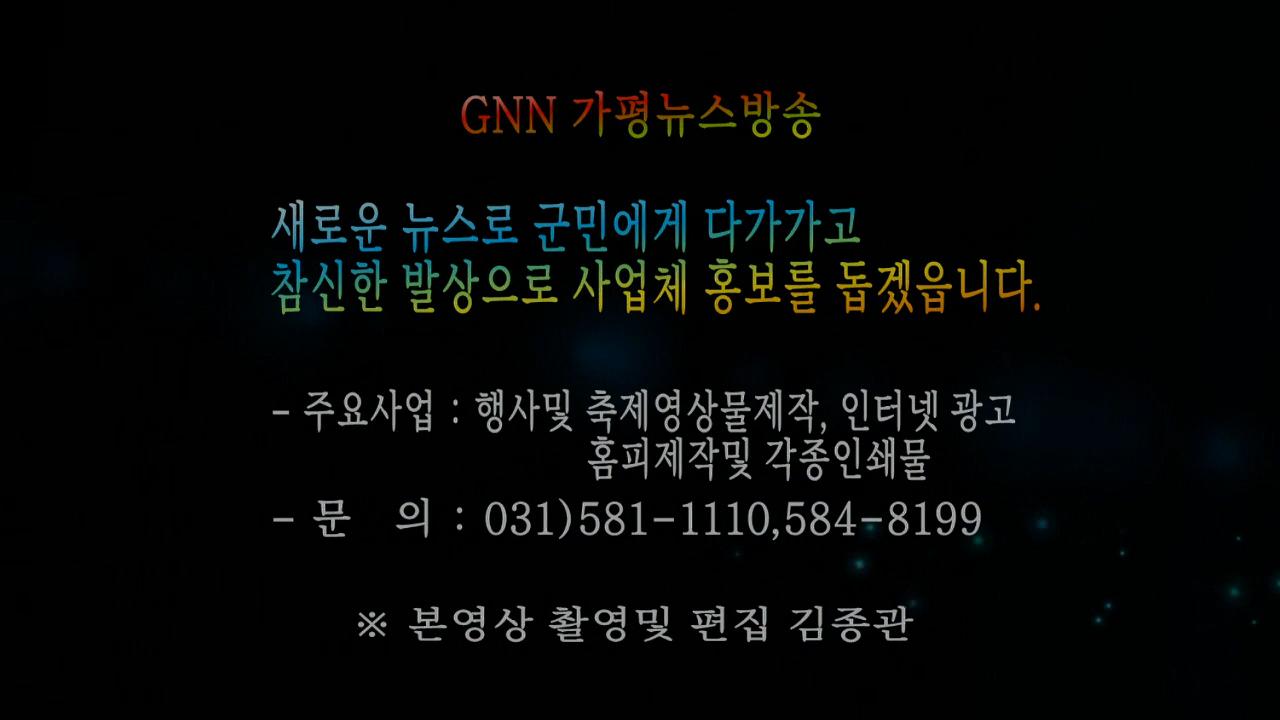 GNN 가평뉴스방송
새로운 뉴스로 군민에게 다가가고
참신한 발상으로 사업체 홍보를 돕겠읍니다.
- 주요사업 : 행사및 축제영상물제작, 인터넷 광고
홈피제작및 각종인쇄물
- 문 의 : 031)581-1110,584-8199
※ 본영상 촬영및 편집 김종관